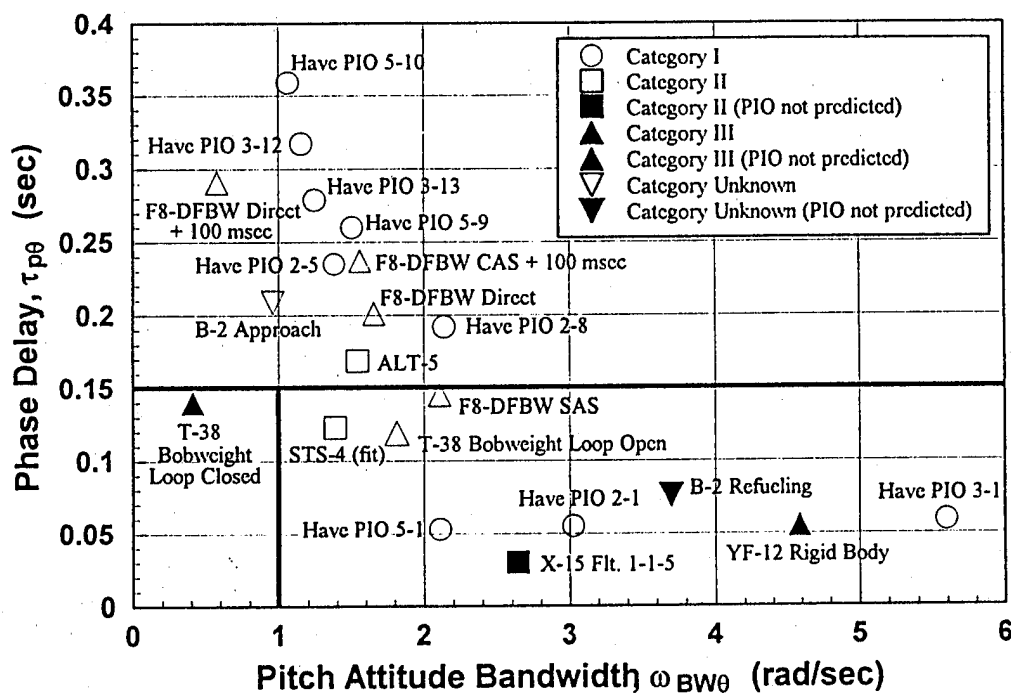 0.4
0.35
0.3
0.25
0.2
0.15
0.1
0.05
0
Phase Delay, τpθ (sec)
Have PIO 5-10
Have PIO 3-12
Have PIO 3-13
F8-DFBW Direct
+ 100 msec
Have PIO 5-9
Have PIO 2-5
F8-DFBW CAS + 100 msec
B-2 Approach
F8-DFBW Direct
Have PIO 2-8
ALT-5
Category I
Category II
Category II (PIO not predicted)
Category III
Category III (PIO not predicted)
Category Unknown
Category Unknown (PIO not predicted)
T-38
Bobweight
Loop Closed
F8-DFBW SAS
STS-4 (fit)
T-38 Bobweight Loop Open
Have PIO 5-1
Have PIO 2-1
B-2 Refueling
Have PIO 3-1
X-15 Flt. 1-1-5
YF-12 Rigid Body
0 1 2 3 4 5 6
Pitch Attitude Bandwidth, ωBWθ (rad/sec)